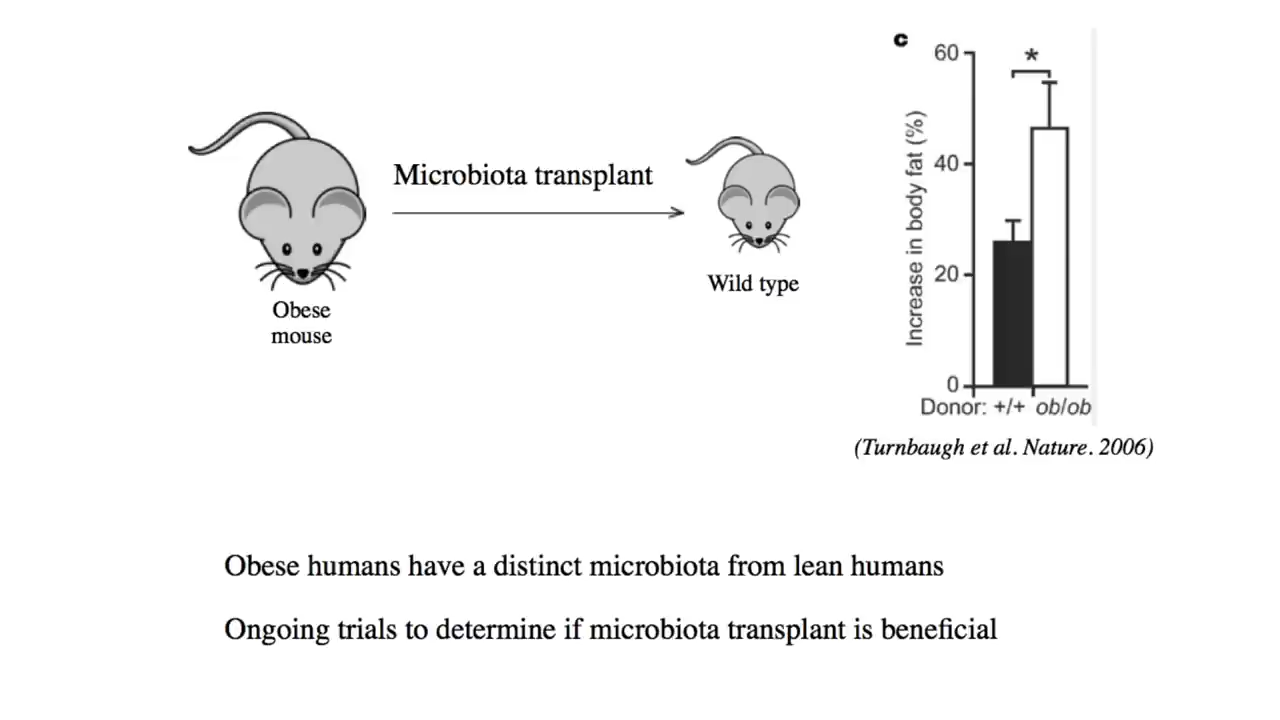 Microbiota transplant
Obese
mouse
Wild type
c
Increase in body fat (%)
60
*
40
20
0
Donor: +/+ ob/ob
(Turnbaugh et al. Nature. 2006)
Obese humans have a distinct microbiota from lean humans
Ongoing trials to determine if microbiota transplant is beneficial